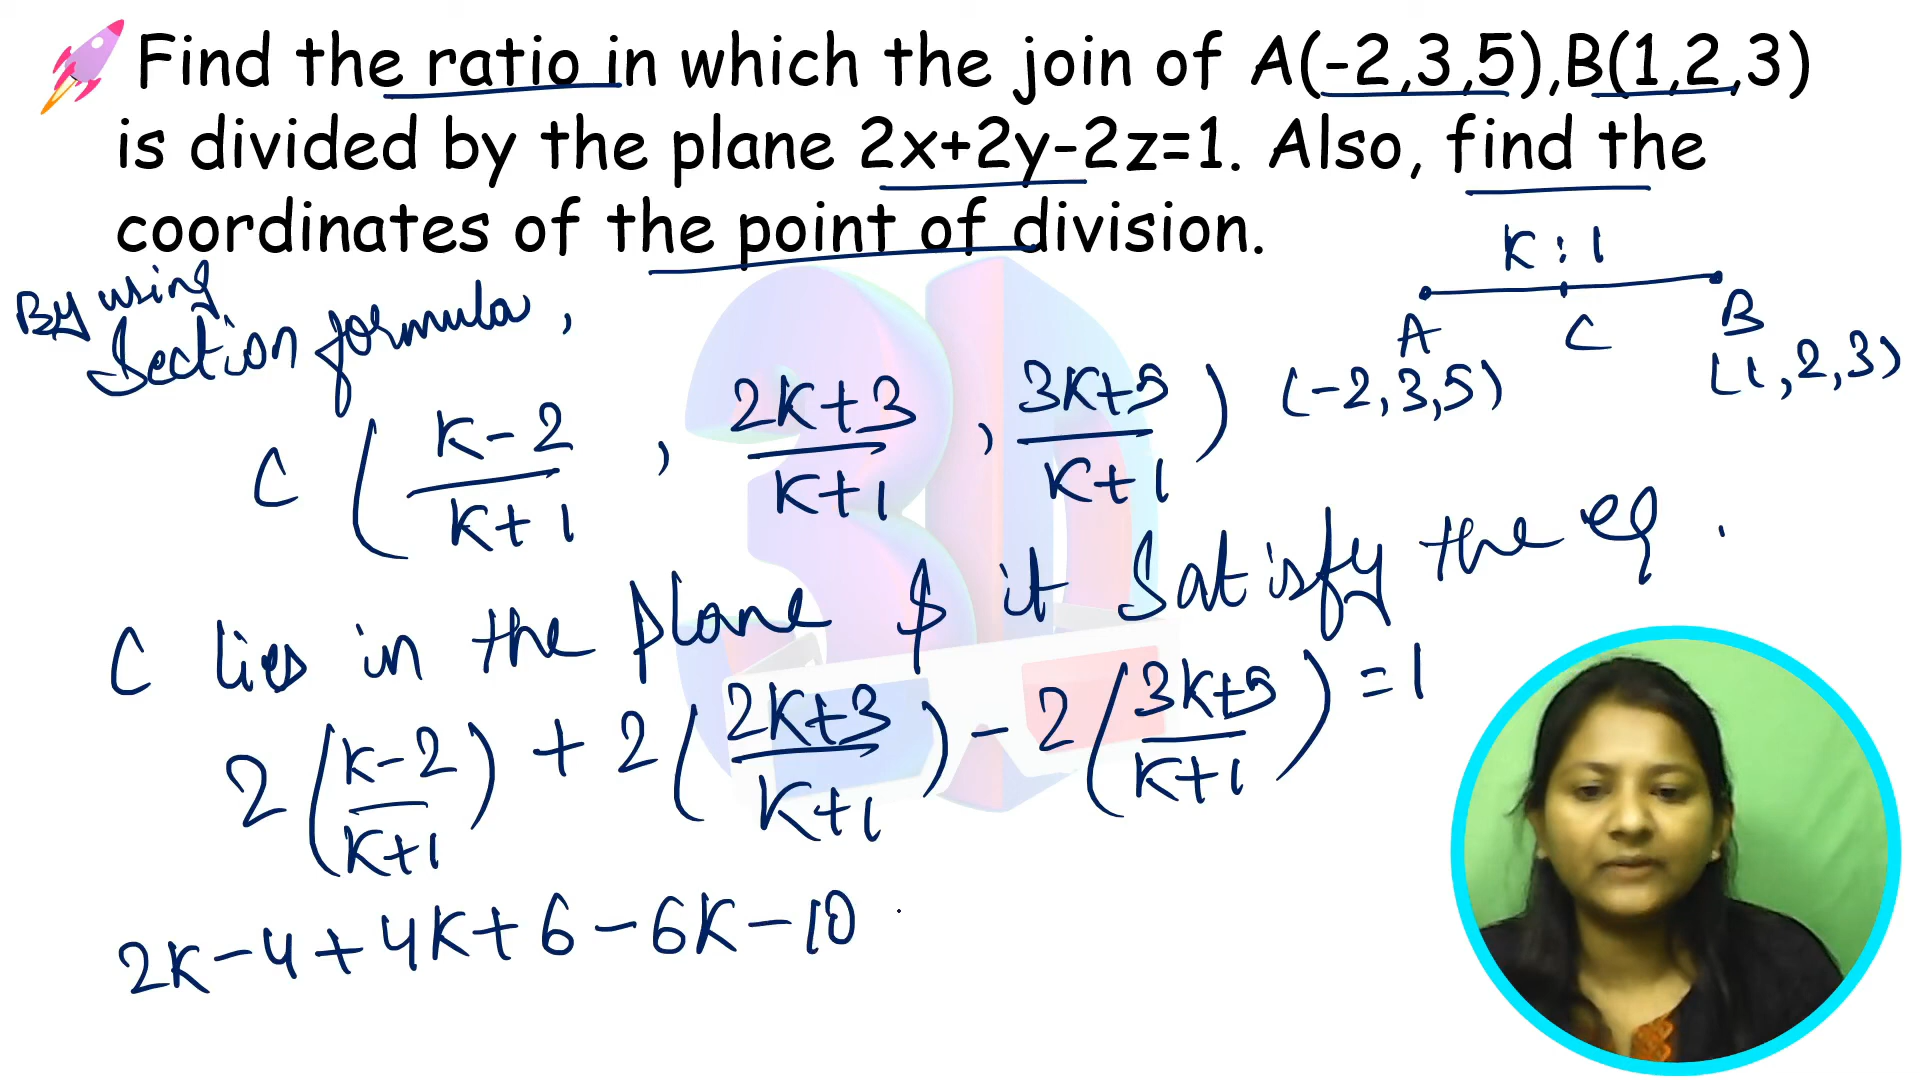 Find the ratio in which the join of A(-2,3,5),B(1,2,3)
is divided by the plane 2x+2y-2z=1. Also, find the
coordinates of the point of division.
K : 1
A C B
(-2,3,5) (1,2,3)
By using
Section formula,
C ( K-2/K+1 , 2K+3/K+1 , 3K+5/K+1 )
C lies in the plane & it satisfy the eq.
2 (K-2/K+1) + 2 (2K+3/K+1) - 2 (3K+5/K+1) = 1
2K-4+4K+6-6K-10
3D